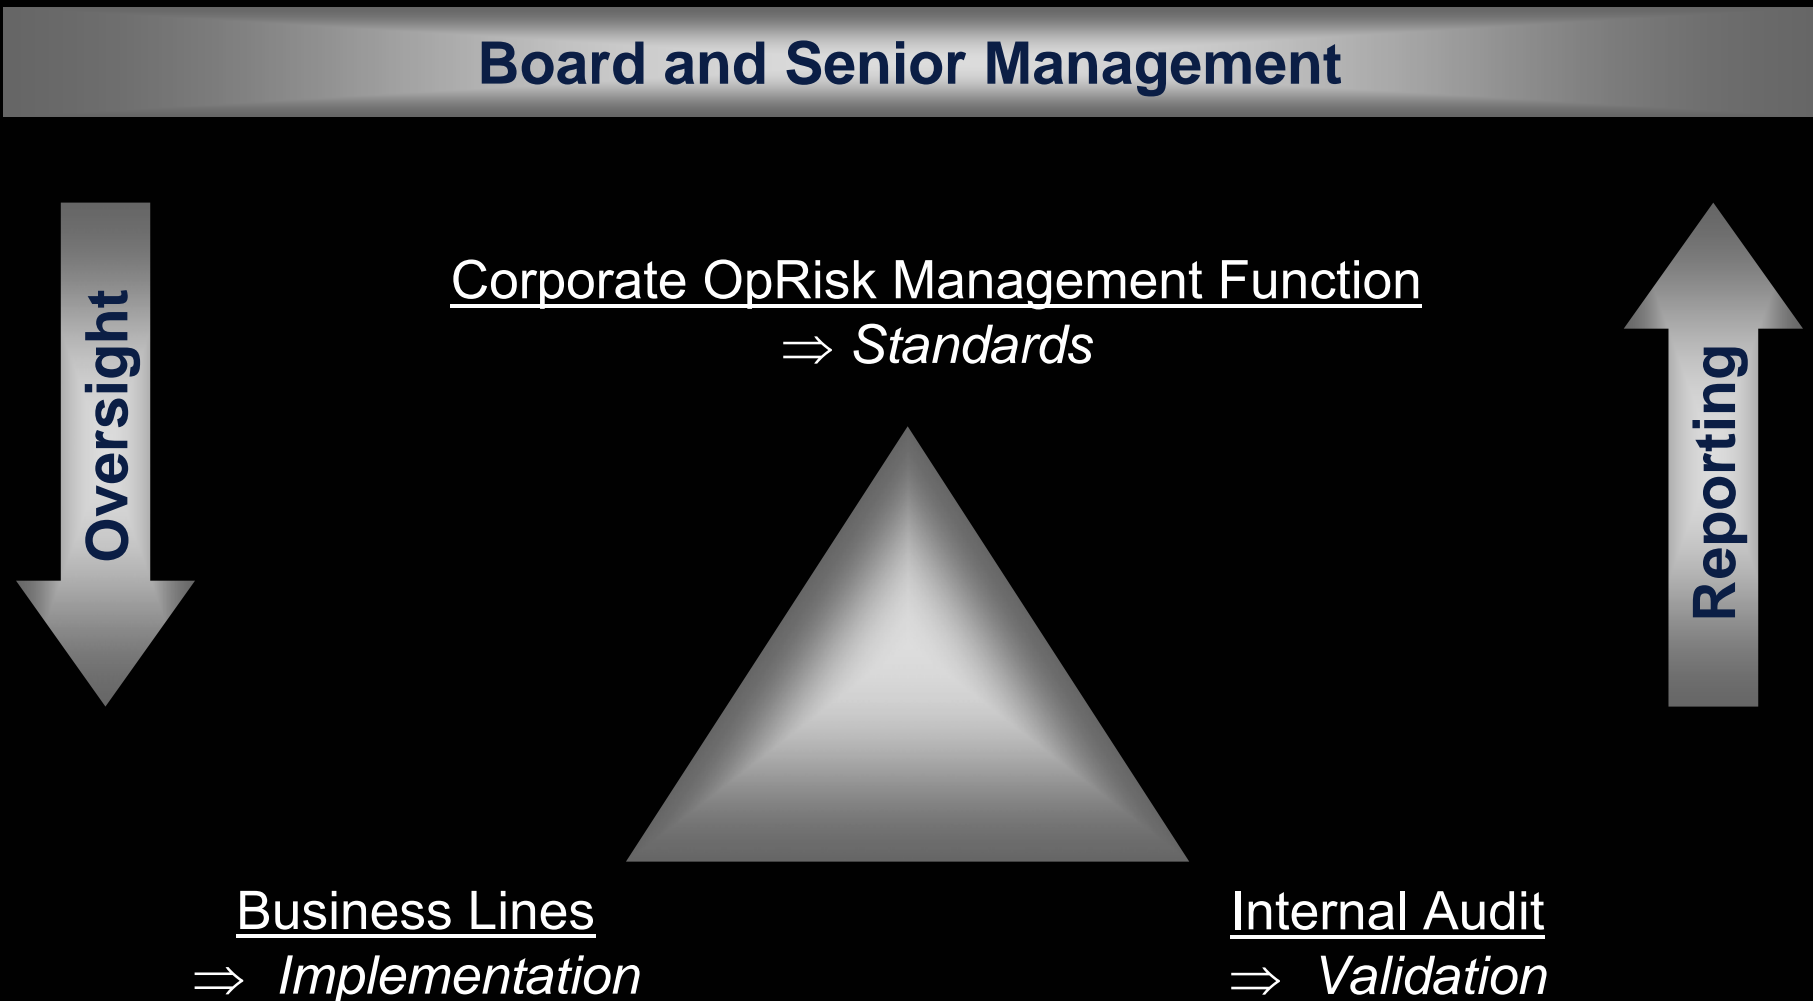 Board and Senior Management
Oversight
Corporate OpRisk Management Function
⇒ Standards
Reporting
Business Lines
⇒ Implementation
Internal Audit
⇒ Validation